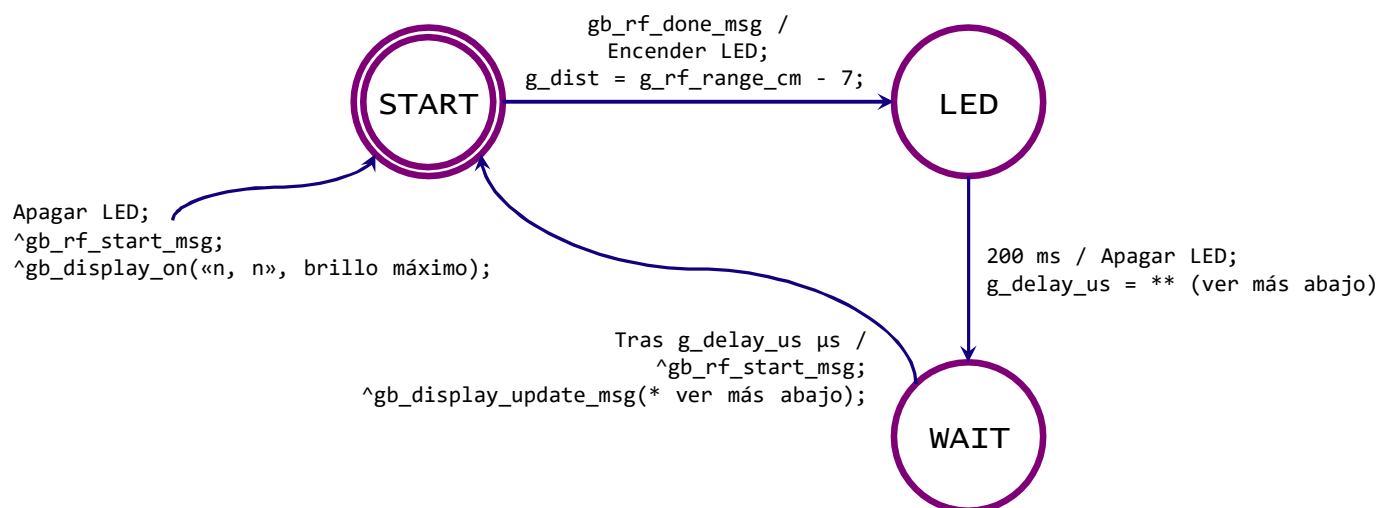 gb_rf_done_msg /
Encender LED;
g_dist = g_rf_range_cm - 7;
START
LED
Apagar LED;
^gb_rf_start_msg;
^gb_display_on(«n, n», brillo máximo);
200 ms / Apagar LED;
g_delay_us = ** (ver más abajo)
Tras g_delay_us µs /
^gb_rf_start_msg;
^gb_display_update_msg(* ver más abajo);
WAIT